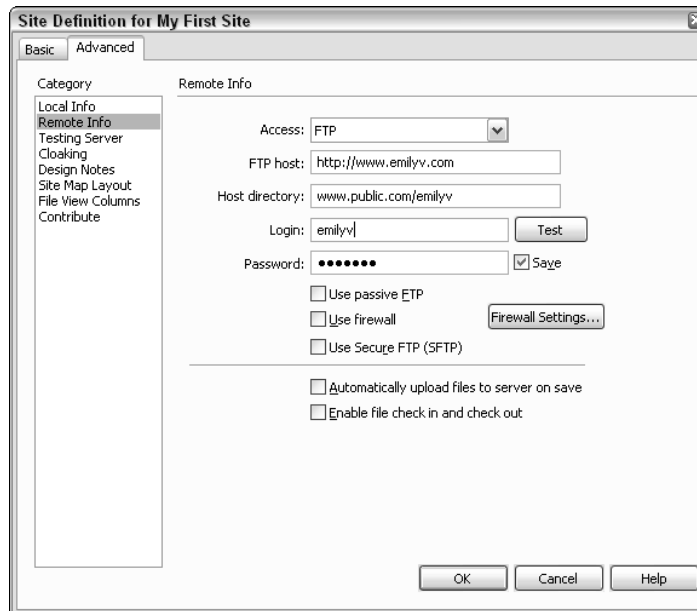 Site Definition for My First Site
Basic
Advanced
Category
Local Info
Remote Info
Testing Server
Cloaking
Design Notes
Site Map Layout
File View Columns
Contribute
Remote Info
Access: FTP
FTP host: http://www.emilyv.com
Host directory: www.public.com/emilyv
Login: emilyv Test
Password: ●●●●●●● Save
Use passive FTP
Use firewall Firewall Settings...
Use Secure FTP (SFTP)
Automatically upload files to server on save
Enable file check in and check out
OK Cancel Help